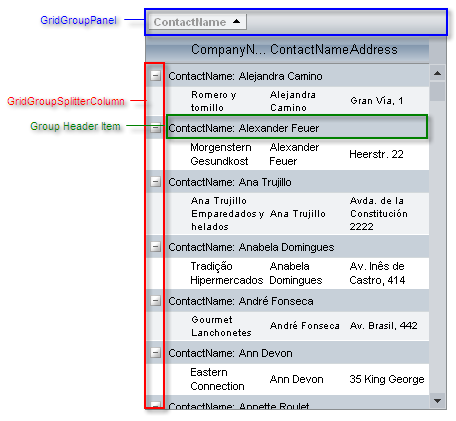 GridGroupPanel
ContactName
CompanyN... ContactName Address
ContactName: Alejandra Camino
Romero y tomillo Alejandra Camino Gran Vía, 1
GridGroupSplitterColumn
Group Header Item
ContactName: Alexander Feuer
Morgenstern Gesundkost Alexander Feuer Heerstr. 22
ContactName: Ana Trujillo
Ana Trujillo Emparedados y helados Ana Trujillo Avda. de la Constitución 2222
ContactName: Anabela Domingues
Tradição Hipermercados Anabela Domingues Av. Inês de Castro, 414
ContactName: André Fonseca
Gourmet Lanchonetes André Fonseca Av. Brasil, 442
ContactName: Ann Devon
Eastern Connection Ann Devon 35 King George
ContactName: Annette Roulet